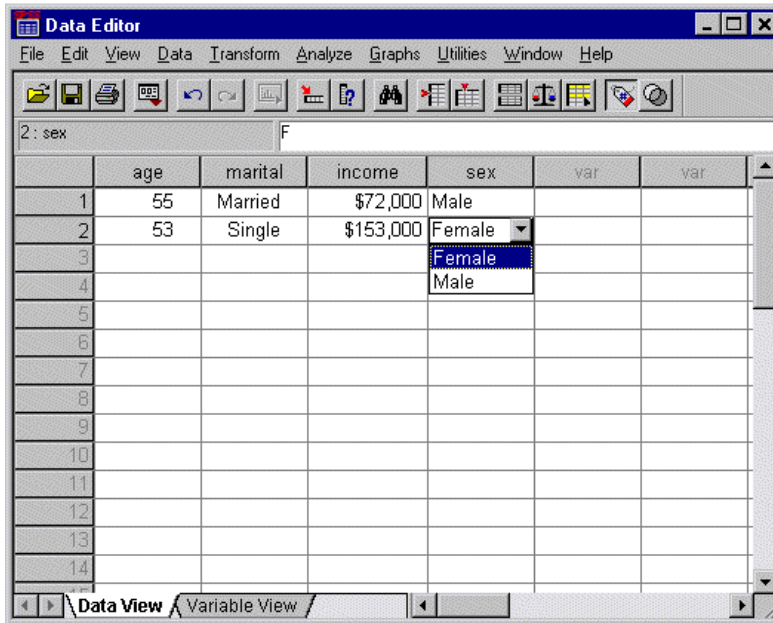 Data Editor
File Edit View Data Transform Analyze Graphs Utilities Window Help
2 : sex F
age marital income sex var var
1 55 Married $72,000 Male
2 53 Single $153,000 Female
3 Female
4 Male
5
6
7
8
9
10
11
12
13
14
Data View Variable View